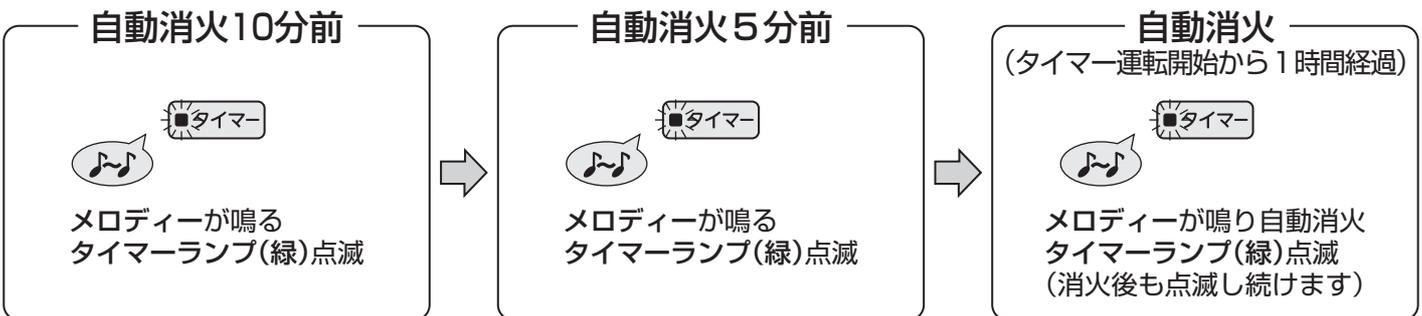 自動消火10分前
タイマー
メロディーが鳴る
タイマーランプ(緑)点滅
自動消火5分前
タイマー
メロディーが鳴る
タイマーランプ(緑)点滅
自動消火
(タイマー運転開始から1時間経過)
タイマー
メロディーが鳴り自動消火
タイマーランプ(緑)点滅
(消火後も点滅し続けます)